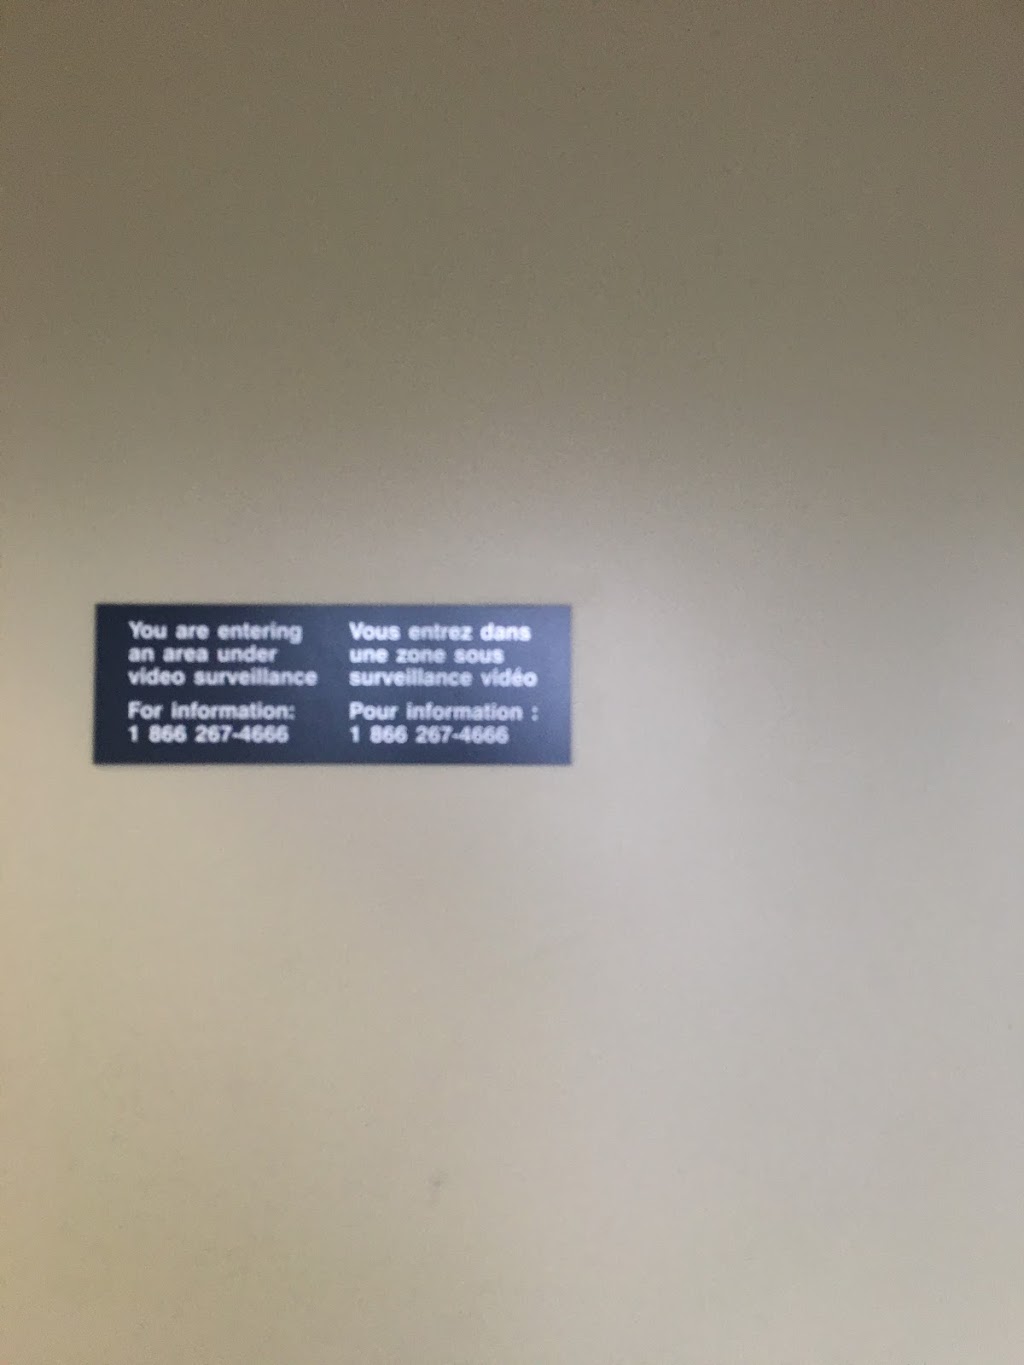 You are entering
an area under
video surveillance
For information:
1 866 267-4666
Vous entrez dans
une zone sous
surveillance vidéo
Pour information :
1 866 267-4666